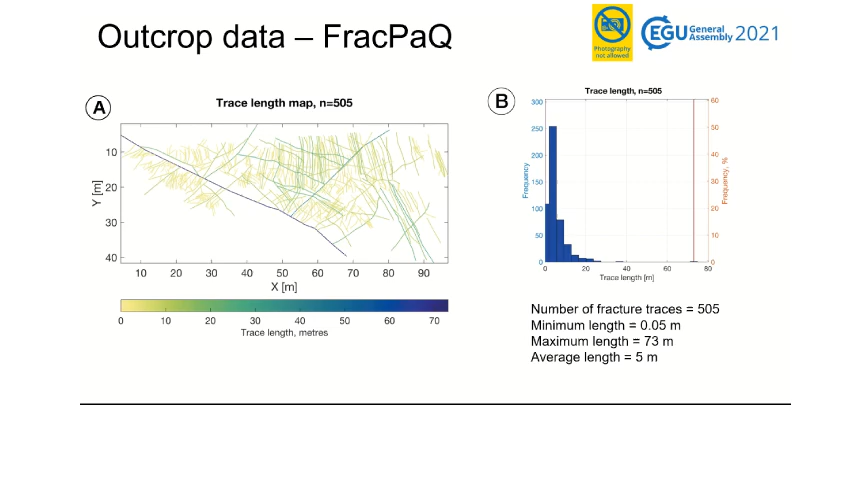 Outcrop data – FracPaQ
Photography
not allowed
EGU General
Assembly 2021
A
Trace length map, n=505
Y [m]
10
20
30
40
10 20 30 40 50 60 70 80 90
X [m]
0 10 20 30 40 50 60 70
Trace length, metres
B
Trace length, n=505
Frequency
300
250
200
150
100
50
0
60
50
40
30
20
10
0
Frequency, %
0 20 40 60 80
Trace length [m]
Number of fracture traces = 505
Minimum length = 0.05 m
Maximum length = 73 m
Average length = 5 m